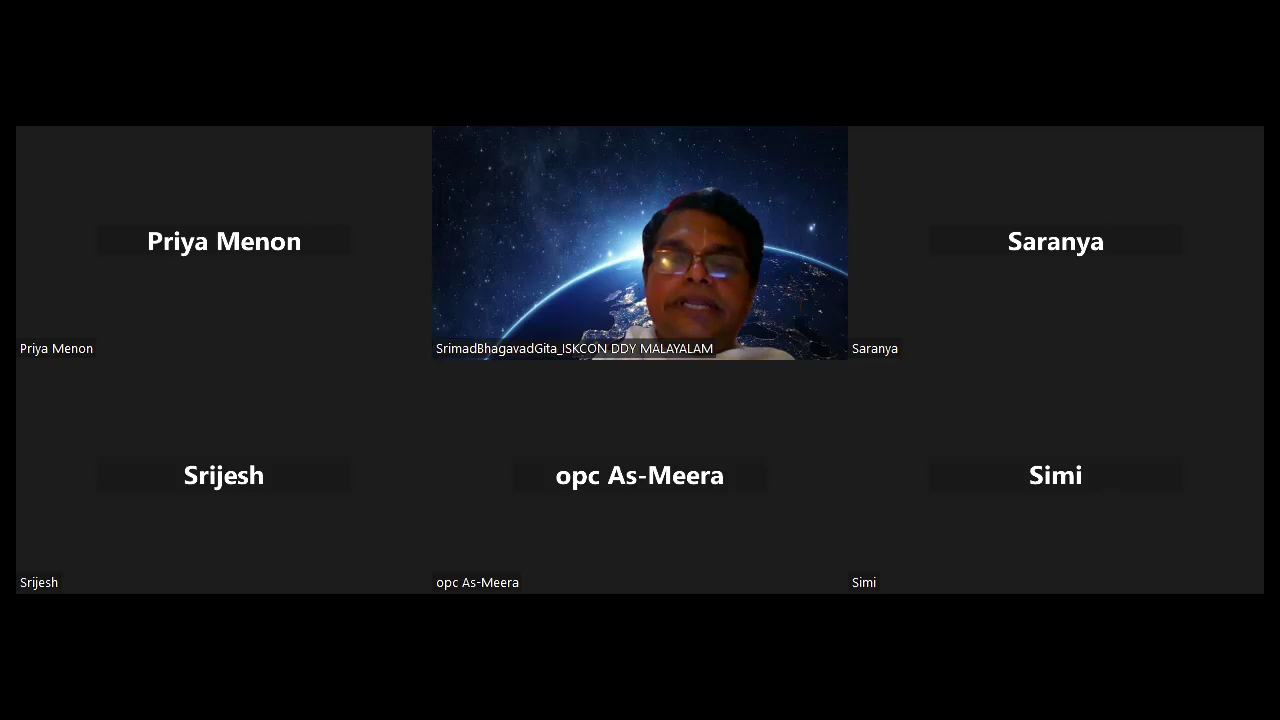 Priya Menon
Priya Menon
SrimadBhagavadGita_ISKCON DDY MALAYALAM
Saranya
Saranya
Srijesh
Srijesh
opc As-Meera
opc As-Meera
Simi
Simi